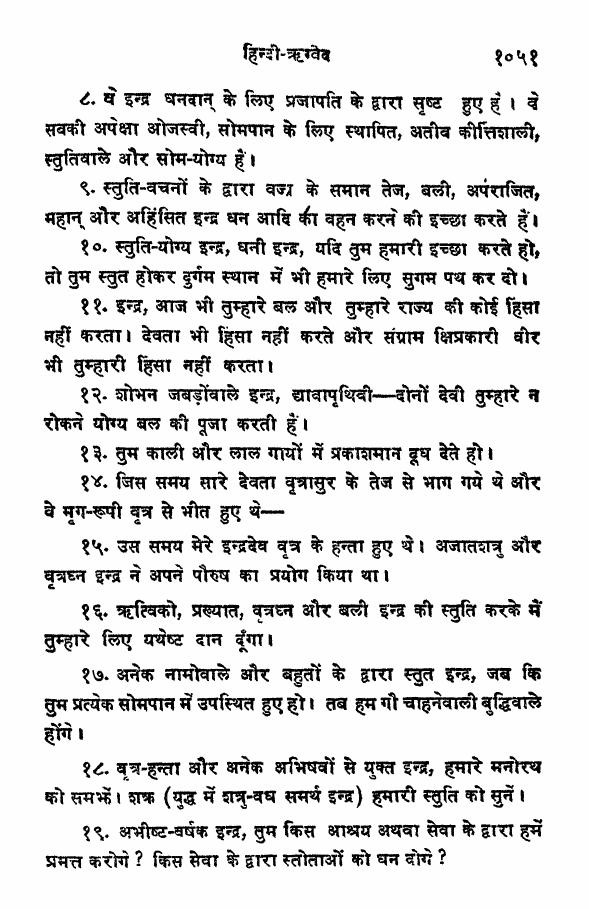 हिन्दी-ऋग्वेद १०५१
८. वे इन्द्र धनदान् के लिए प्रजापति के द्वारा सृष्ट हुए हैं। वे
सबकी अपेक्षा ओजस्वी, सोमपान के लिए स्थापित, अतीव कीर्त्तिशाली,
स्तुतिवाले और सोम-योग्य हैं।
९. स्तुति-वचनों के द्वारा वज्र के समान तेज, बली, अपराजित,
महान् और अहिंसित इन्द्र धन आदि का वहन करने की इच्छा करते हैं।
१०. स्तुति-योग्य इन्द्र, धनी इन्द्र, यदि तुम हमारी इच्छा करते हो,
तो तुम स्तुत होकर दुर्गम स्थान में भी हमारे लिए सुगम पथ कर दो।
११. इन्द्र, आज भी तुम्हारे बल और तुम्हारे राज्य की कोई हिंसा
नहीं करता। देवता भी हिंसा नहीं करते और संग्राम क्षिप्रकारी वीर
भी तुम्हारी हिंसा नहीं करता।
१२. शोभन जबड़ोंवाले इन्द्र, द्यावापृथिवी—दोनों देवी तुम्हारे न
रोकने योग्य बल की पूजा करती हैं।
१३. तुम काली और लाल गायों में प्रकाशमान दूध देते हो।
१४. जिस समय सारे देवता वृत्रासुर के तेज से भाग गये थे और
वे मृग-रूपी वृत्र से भीत हुए थे—
१५. उस समय मेरे इन्द्रदेव वृत्र के हन्ता हुए थे। अजातशत्रु और
वृत्रघ्न इन्द्र ने अपने पौरुष का प्रयोग किया था।
१६. ऋत्विको, प्रख्यात, वृत्रघ्न और बली इन्द्र की स्तुति करके मैं
तुम्हारे लिए यथेष्ट दान दूँगा।
१७. अनेक नामोवाले और बहुतों के द्वारा स्तुत इन्द्र, जब कि
तुम प्रत्येक सोमपान में उपस्थित हुए हो। तब हम गौ चाहनेवाली बुद्धिवाले
होंगे।
१८. वृत्र-हन्ता और अनेक अभिषवों से युक्त इन्द्र, हमारे मनोरथ
को समझें। शक्र (युद्ध में शत्रु-वध समर्थ इन्द्र) हमारी स्तुति को सुनें।
१९. अभीष्ट-वर्षक इन्द्र, तुम किस आश्रय अथवा सेवा के द्वारा हमें
प्रमत्त करोगे? किस सेवा के द्वारा स्तोताओं को धन दोगे?